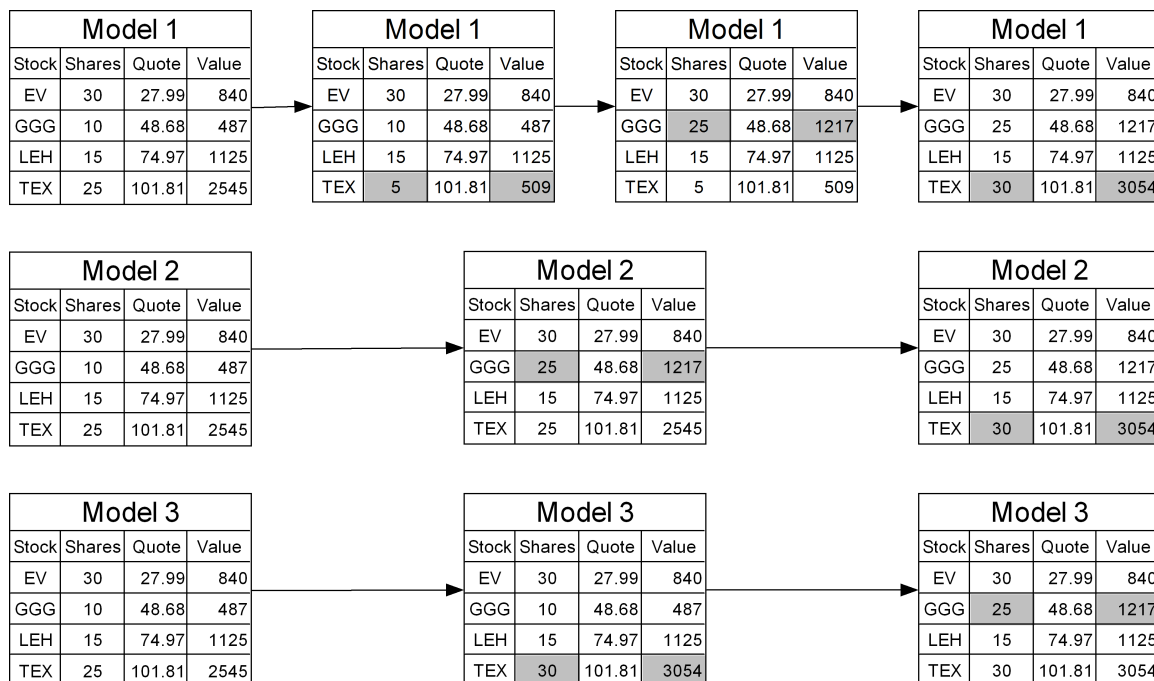 Model 1 Model 1 Model 1 Model 1
Stock Shares Quote Value Stock Shares Quote Value Stock Shares Quote Value Stock Shares Quote Value
EV 30 27.99 840 EV 30 27.99 840 EV 30 27.99 840 EV 30 27.99 840
GGG 10 48.68 487 GGG 10 48.68 487 GGG 25 48.68 1217 GGG 25 48.68 1217
LEH 15 74.97 1125 LEH 15 74.97 1125 LEH 15 74.97 1125 LEH 15 74.97 1125
TEX 25 101.81 2545 TEX 5 101.81 509 TEX 5 101.81 509 TEX 30 101.81 3054
Model 2 Model 2 Model 2
Stock Shares Quote Value Stock Shares Quote Value Stock Shares Quote Value
EV 30 27.99 840 EV 30 27.99 840 EV 30 27.99 840
GGG 10 48.68 487 GGG 25 48.68 1217 GGG 25 48.68 1217
LEH 15 74.97 1125 LEH 15 74.97 1125 LEH 15 74.97 1125
TEX 25 101.81 2545 TEX 25 101.81 2545 TEX 30 101.81 3054
Model 3 Model 3 Model 3
Stock Shares Quote Value Stock Shares Quote Value Stock Shares Quote Value
EV 30 27.99 840 EV 30 27.99 840 EV 30 27.99 840
GGG 10 48.68 487 GGG 10 48.68 487 GGG 25 48.68 1217
LEH 15 74.97 1125 LEH 15 74.97 1125 LEH 15 74.97 1125
TEX 25 101.81 2545 TEX 30 101.81 3054 TEX 30 101.81 3054